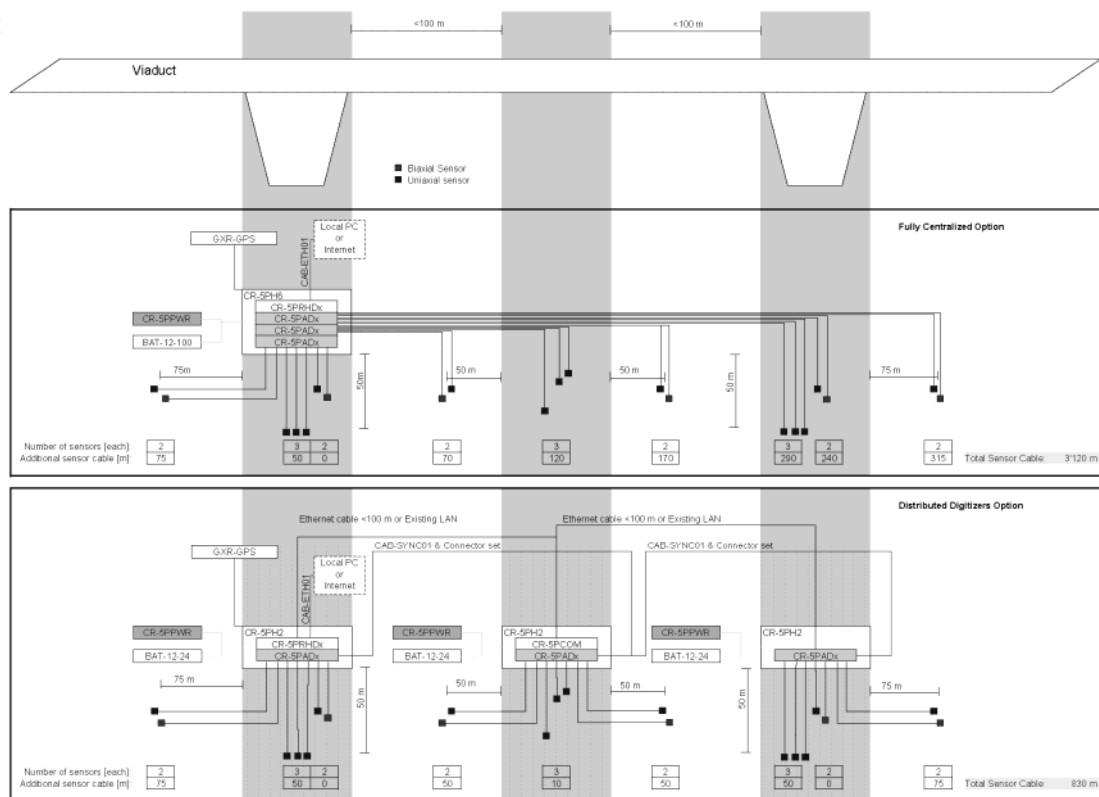 <100 m
<100 m
Viaduct
Biaxial Sensor
Uniaxial sensor
Fully Centralized Option
GXR-GPS
Local PC
or
Internet
CAB-ETH01
CR-5PH6
CR-5PRHDx
CR-5PADx
CR-5PADx
CR-5PADx
CR-5PPWR
BAT-12-100
75m
50m
50 m
50 m
50 m
75 m
Number of sensors [each]: 2 3 2 2 3 2 3 2 2
Additional sensor cable [m]: 75 50 0 70 120 170 290 240 315 Total Sensor Cable: 3'120 m
Distributed Digitizers Option
Ethernet cable <100 m or Existing LAN
Ethernet cable <100 m or Existing LAN
CAB-SYNC01 & Connector set
CAB-SYNC01 & Connector set
GXR-GPS
Local PC
or
Internet
CAB-ETH01
CR-5PPWR
BAT-12-24
CR-5PH2
CR-5PRHDx
CR-5PADx
CR-5PPWR
BAT-12-24
CR-5PH2
CR-5PCOM
CR-5PADx
CR-5PPWR
BAT-12-24
CR-5PH2
CR-5PADx
75 m
50 m
50 m
50 m
50 m
75 m
Number of sensors [each]: 2 3 2 2 3 2 3 2 2
Additional sensor cable [m]: 75 50 0 50 10 50 50 0 75 Total Sensor Cable: 830 m